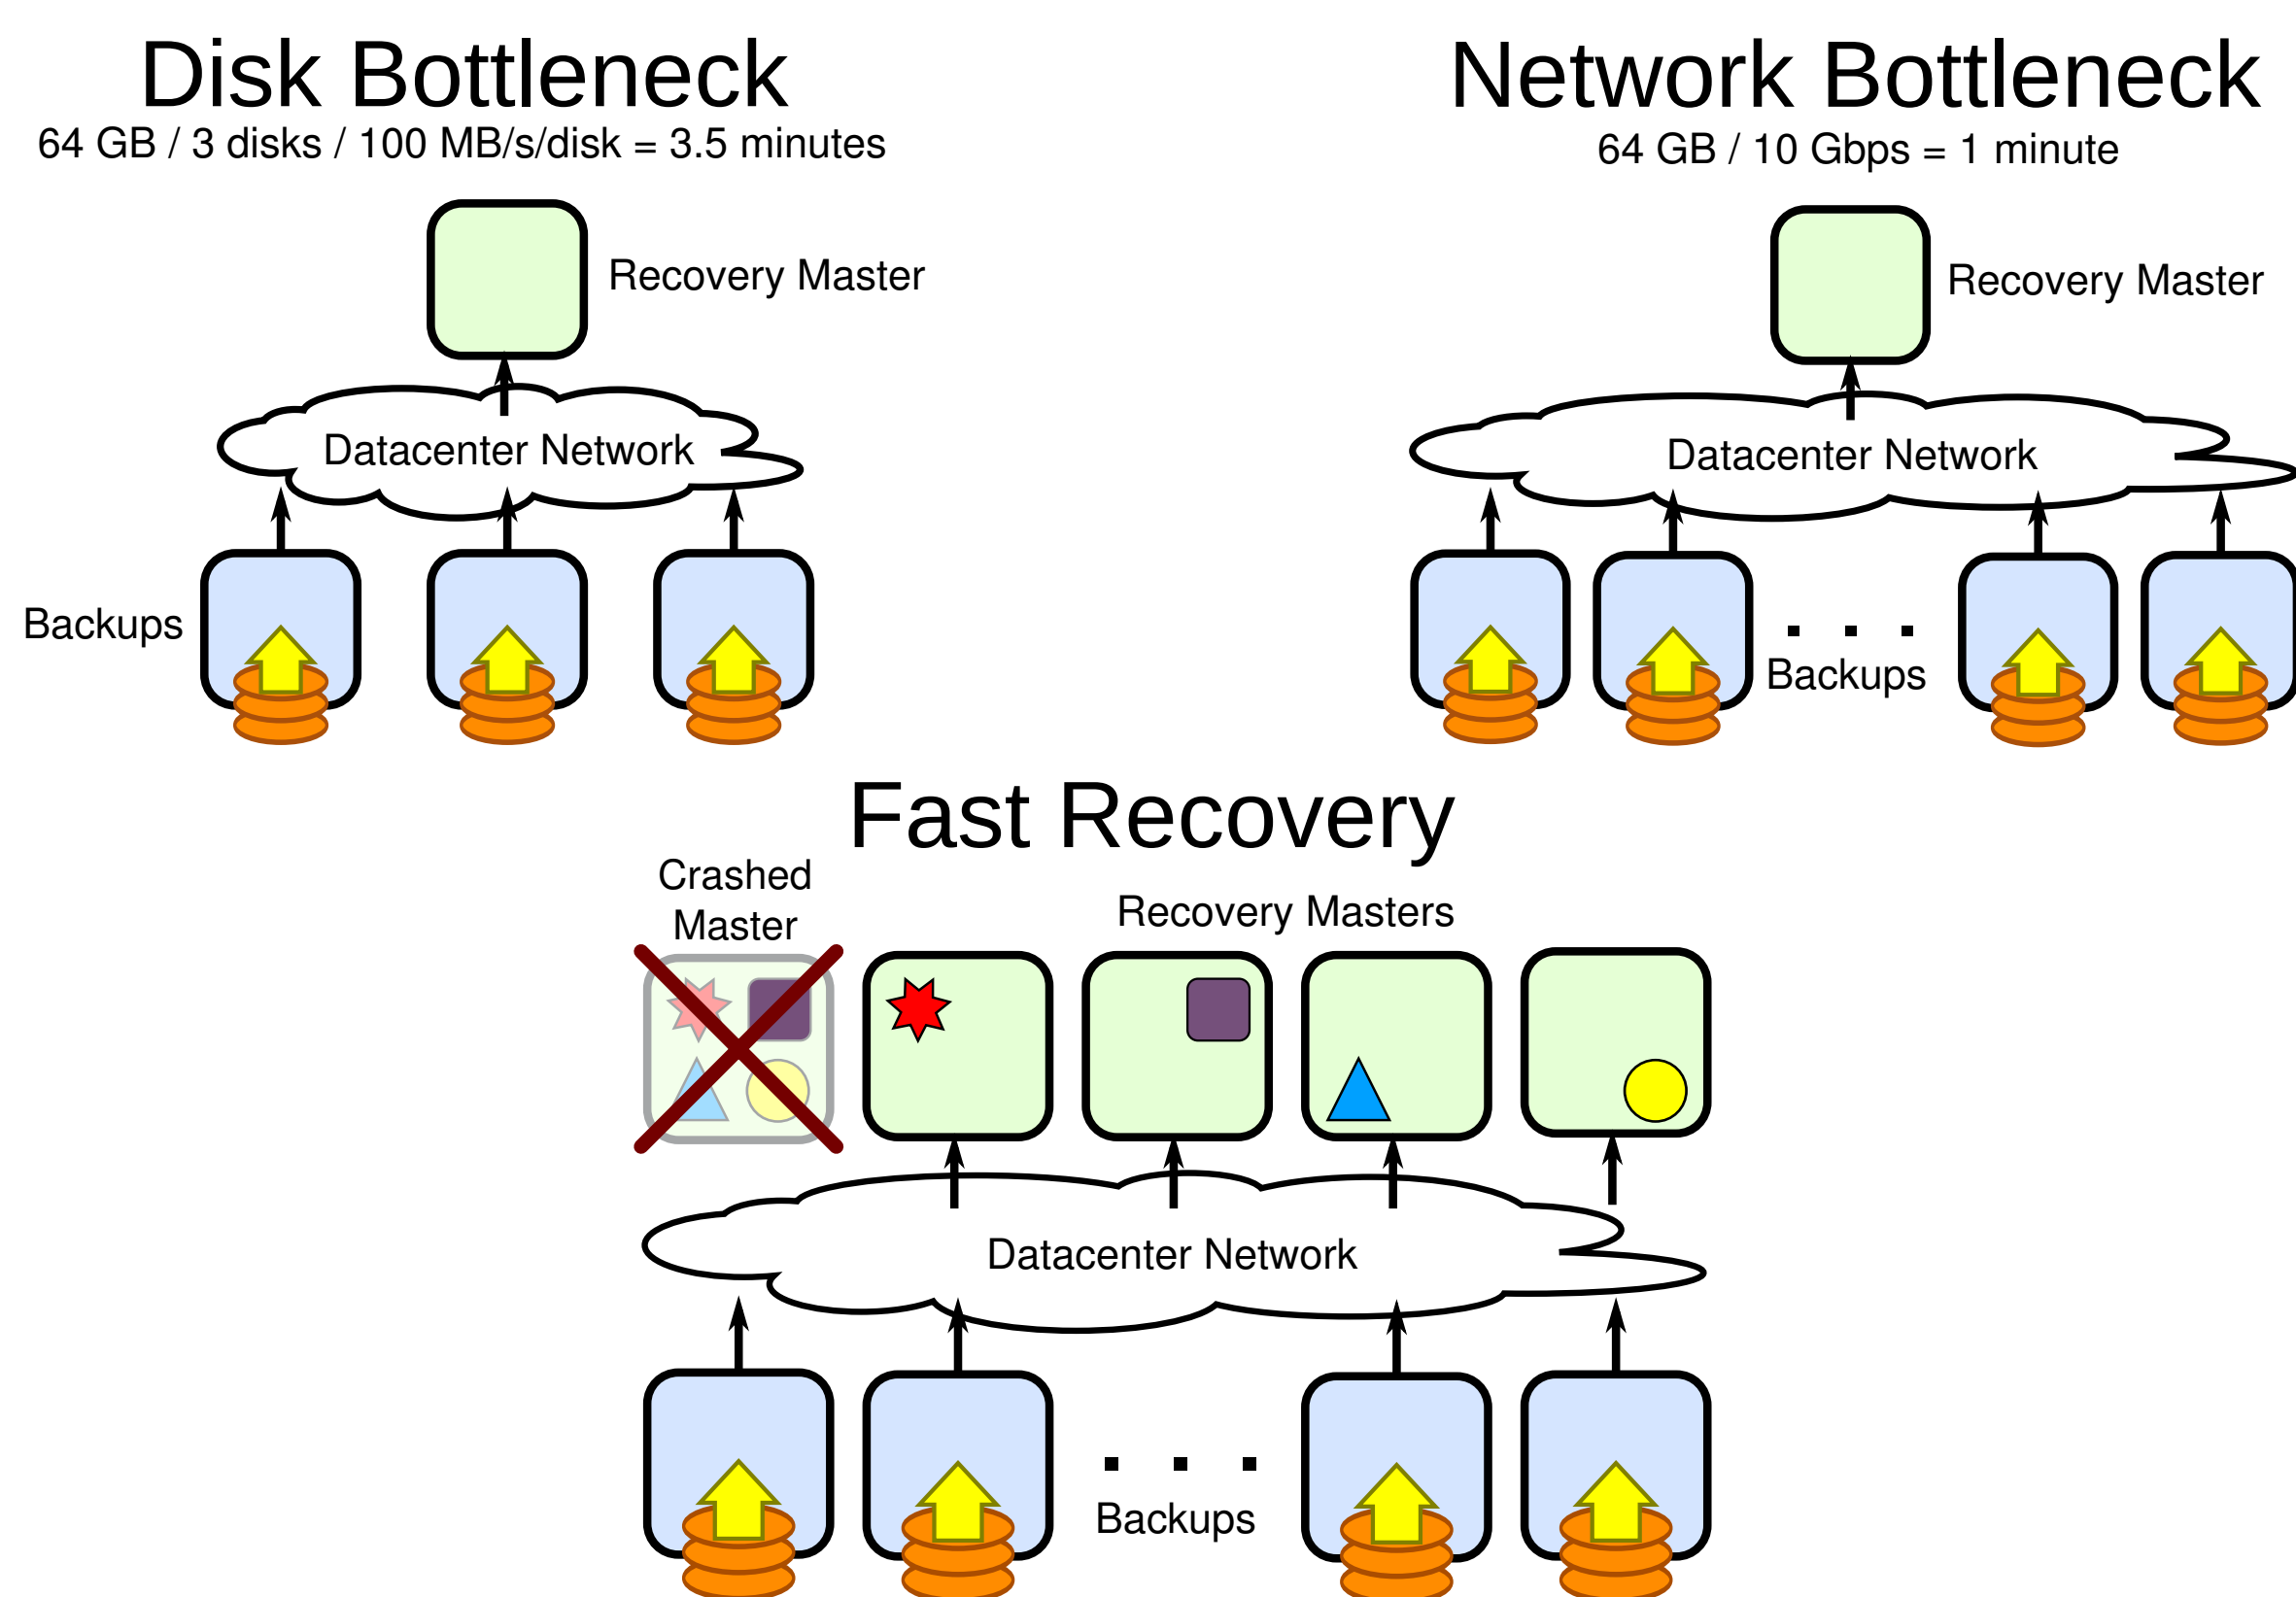 Disk Bottleneck
64 GB / 3 disks / 100 MB/s/disk = 3.5 minutes
Recovery Master
Datacenter Network
Backups
Network Bottleneck
64 GB / 10 Gbps = 1 minute
Recovery Master
Datacenter Network
. . .
Backups
Fast Recovery
Crashed
Master
Recovery Masters
Datacenter Network
. . .
Backups